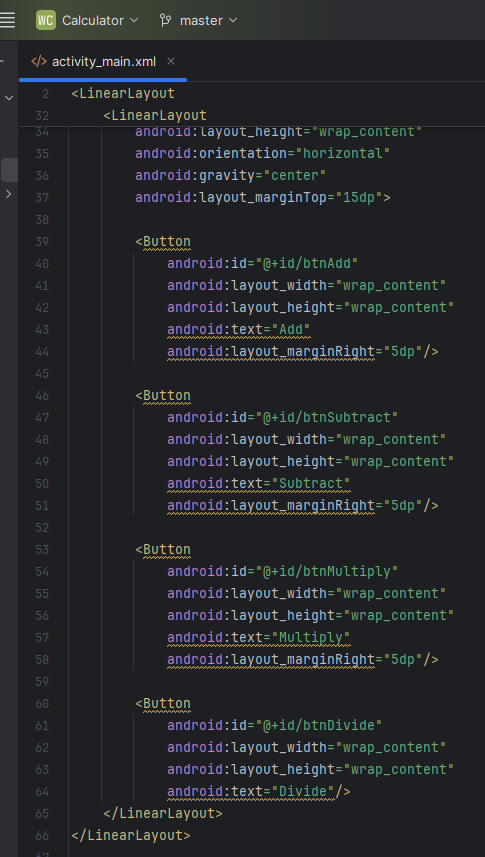 WC Calculator master
</> activity_main.xml ×
2 <LinearLayout
32 <LinearLayout
34 android:layout_height="wrap_content"
35 android:orientation="horizontal"
36 android:gravity="center"
37 android:layout_marginTop="15dp">
38
39 <Button
40 android:id="@+id/btnAdd"
41 android:layout_width="wrap_content"
42 android:layout_height="wrap_content"
43 android:text="Add"
44 android:layout_marginRight="5dp"/>
45
46 <Button
47 android:id="@+id/btnSubtract"
48 android:layout_width="wrap_content"
49 android:layout_height="wrap_content"
50 android:text="Subtract"
51 android:layout_marginRight="5dp"/>
52
53 <Button
54 android:id="@+id/btnMultiply"
55 android:layout_width="wrap_content"
56 android:layout_height="wrap_content"
57 android:text="Multiply"
58 android:layout_marginRight="5dp"/>
59
60 <Button
61 android:id="@+id/btnDivide"
62 android:layout_width="wrap_content"
63 android:layout_height="wrap_content"
64 android:text="Divide"/>
65 </LinearLayout>
66 </LinearLayout>
67